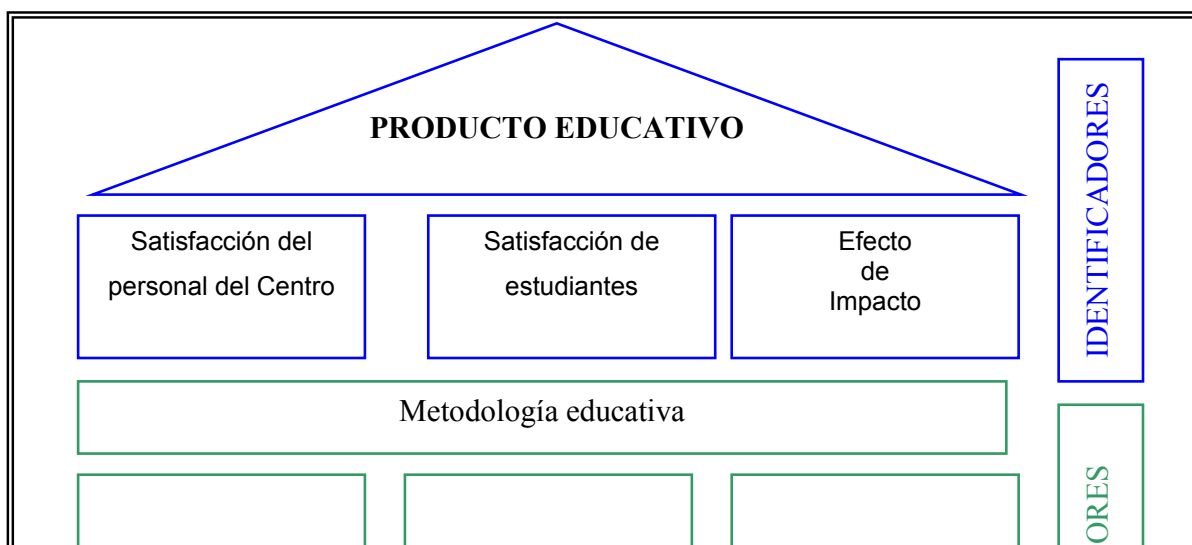 PRODUCTO EDUCATIVO
Satisfacción del
personal del Centro
Satisfacción de
estudiantes
Efecto
de
Impacto
IDENTIFICADORES
Metodología educativa
ORES